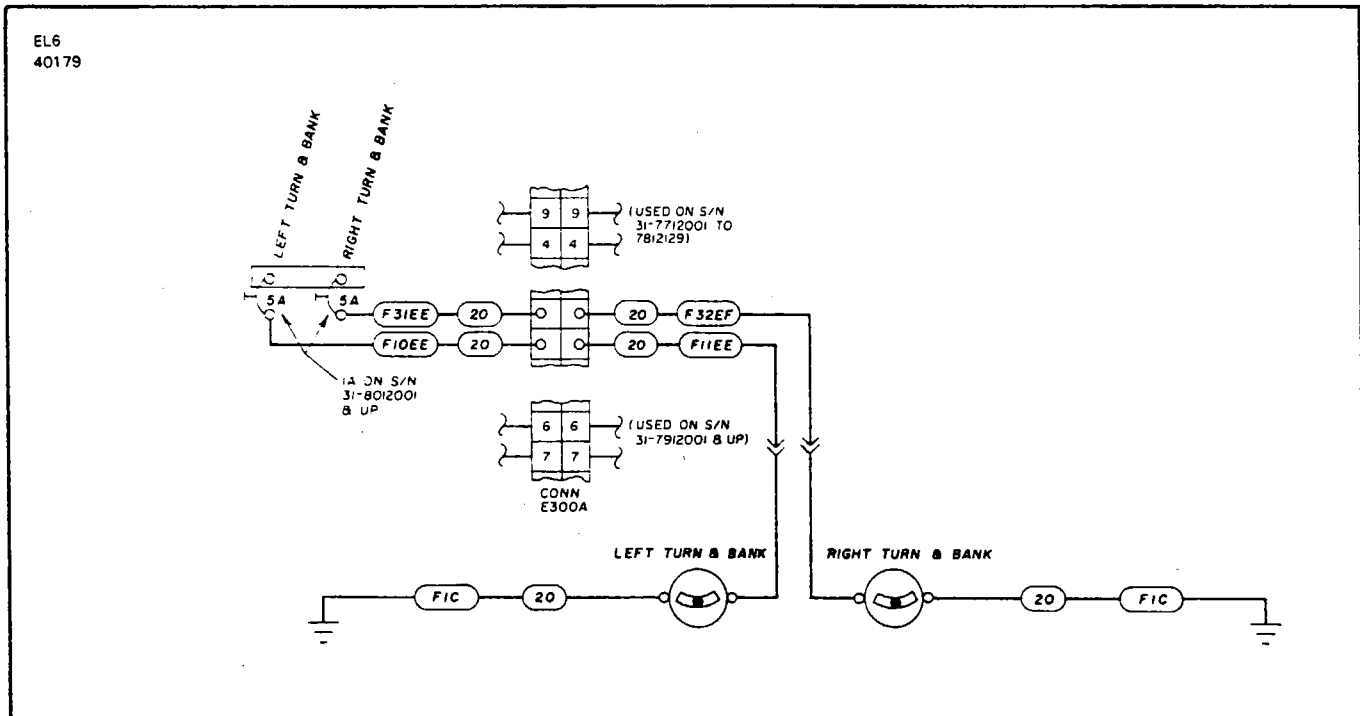 EL6
40179
LEFT TURN & BANK
RIGHT TURN & BANK
9 9
4 4
(USED ON S/N
31-7712001 TO
7812129)
5A
5A
F31EE
20
20
F32EF
F10EE
20
20
F11EE
1A ON S/N
31-8012001
& UP
6 6
7 7
(USED ON S/N
31-7912001 & UP)
CONN
E300A
LEFT TURN & BANK
RIGHT TURN & BANK
F1C
20
20
F1C